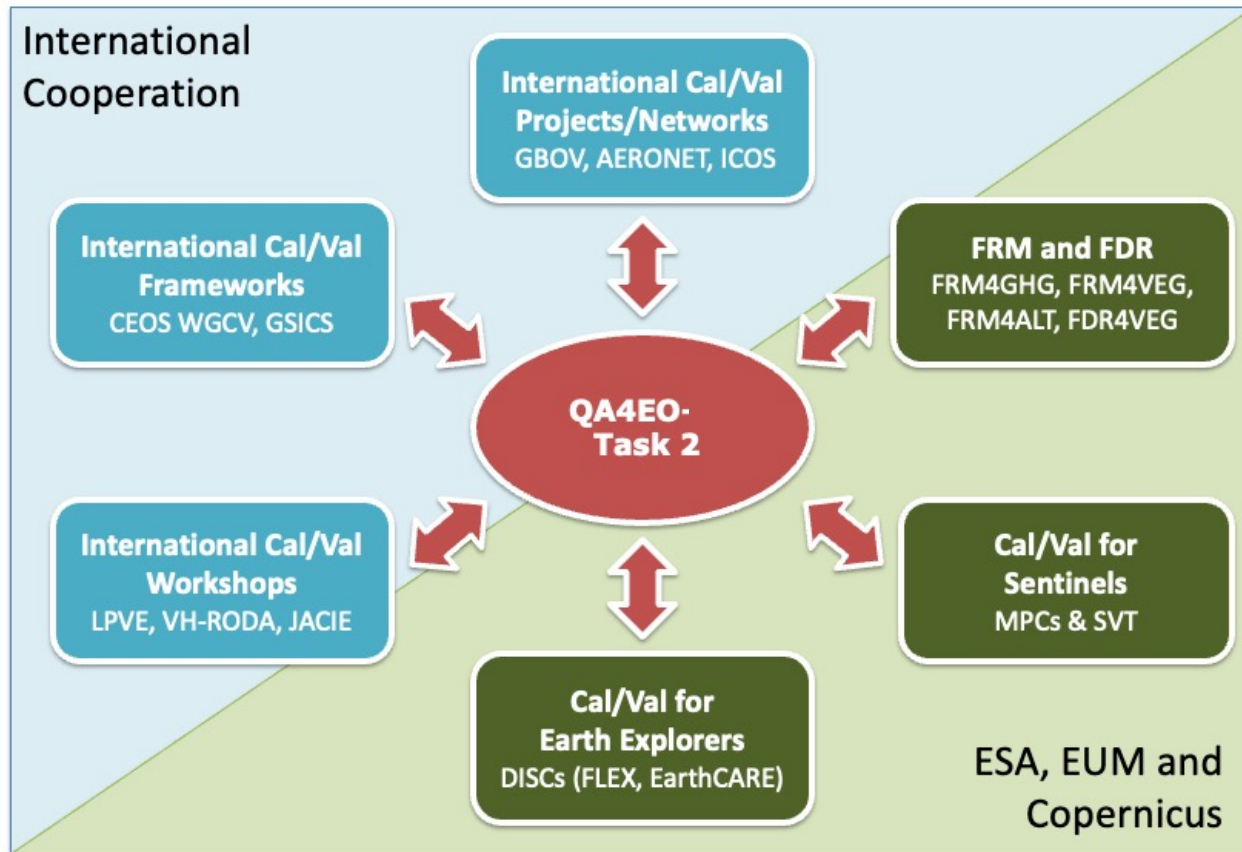 International
Cooperation
International Cal/Val
Projects/Networks
GBOV, AERONET, ICOS
International Cal/Val
Frameworks
CEOS WGCV, GSICS
FRM and FDR
FRM4GHG, FRM4VEG,
FRM4ALT, FDR4VEG
QA4EO-
Task 2
International Cal/Val
Workshops
LPVE, VH-RODA, JACIE
Cal/Val for
Sentinels
MPCs & SVT
Cal/Val for
Earth Explorers
DISCs (FLEX, EarthCARE)
ESA, EUM and
Copernicus